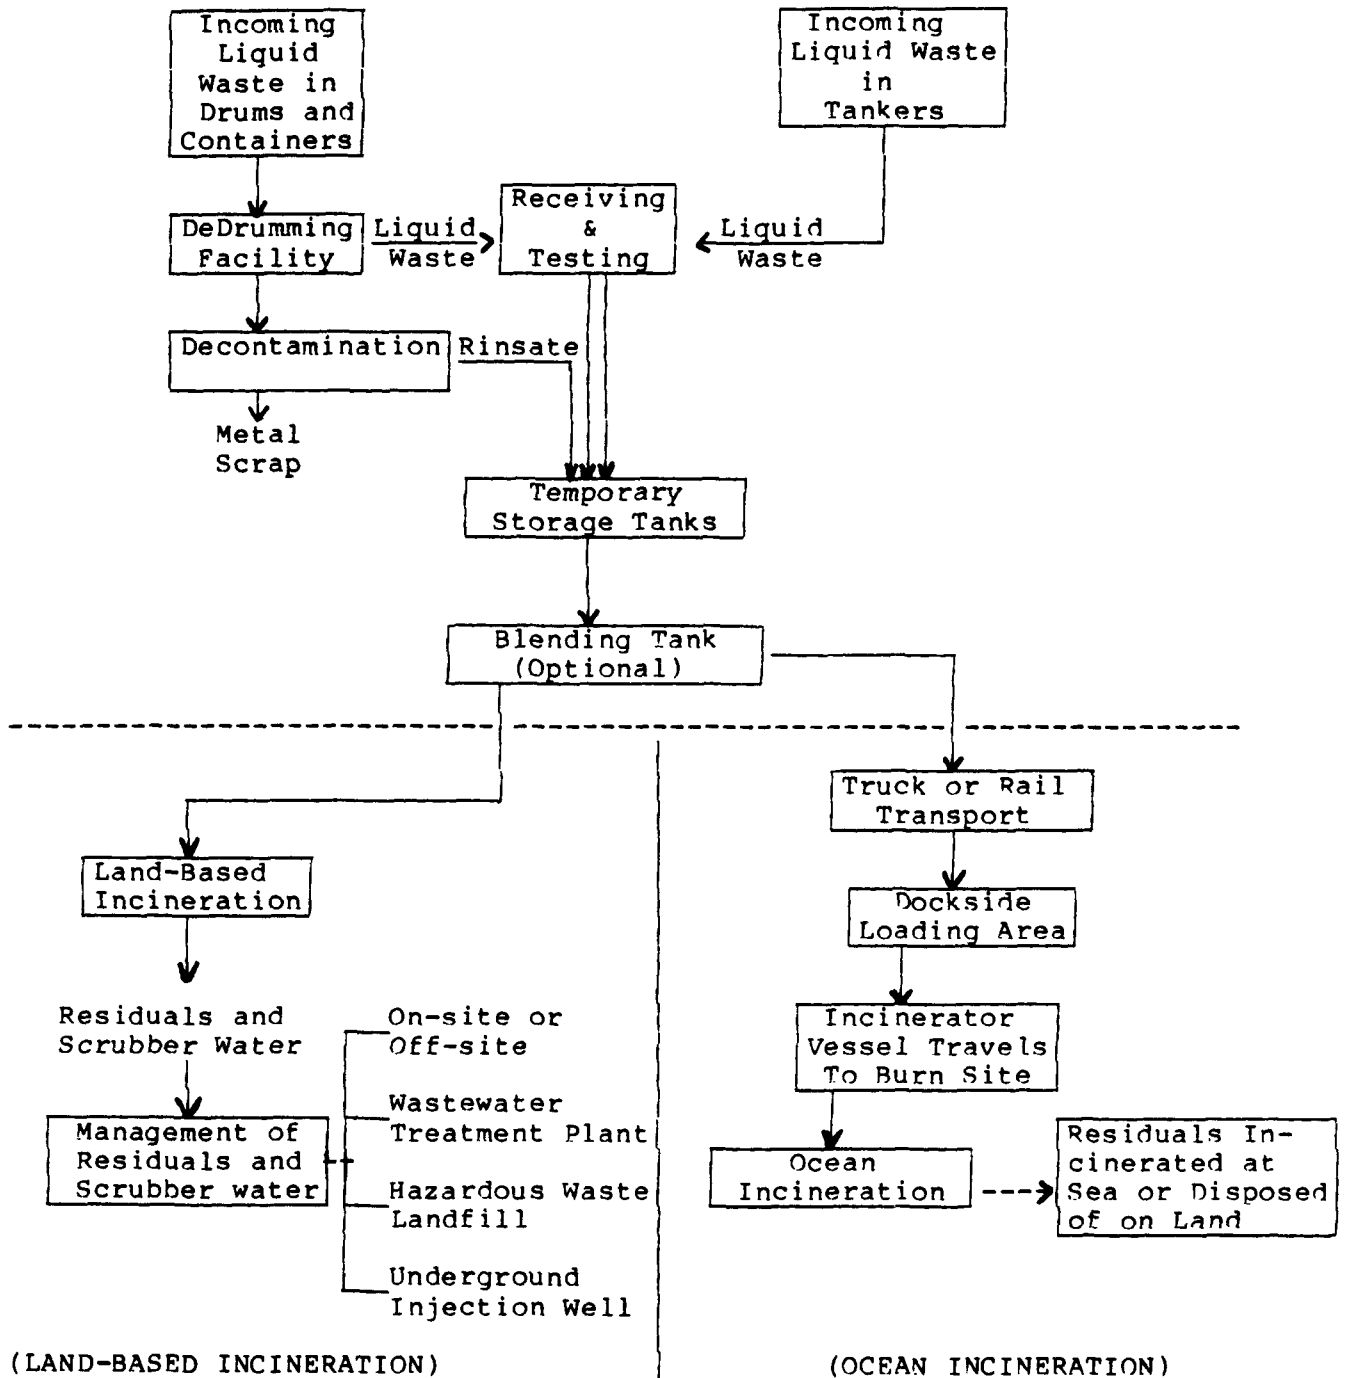 Incoming
Liquid
Waste in
Drums and
Containers
Incoming
Liquid Waste
in
Tankers
DeDrumming
Facility
Liquid
Waste
Receiving
&
Testing
Liquid
Waste
Decontamination
Rinsate
Metal
Scrap
Temporary
Storage Tanks
Blending Tank
(Optional)
Land-Based
Incineration
Residuals and
Scrubber Water
Management of
Residuals and
Scrubber water
On-site or
Off-site
Wastewater
Treatment Plant
Hazardous Waste
Landfill
Underground
Injection Well
(LAND-BASED INCINERATION)
Truck or Rail
Transport
Dockside
Loading Area
Incinerator
Vessel Travels
To Burn Site
Ocean
Incineration
Residuals In-
cinerated at
Sea or Disposed
of on Land
(OCEAN INCINERATION)